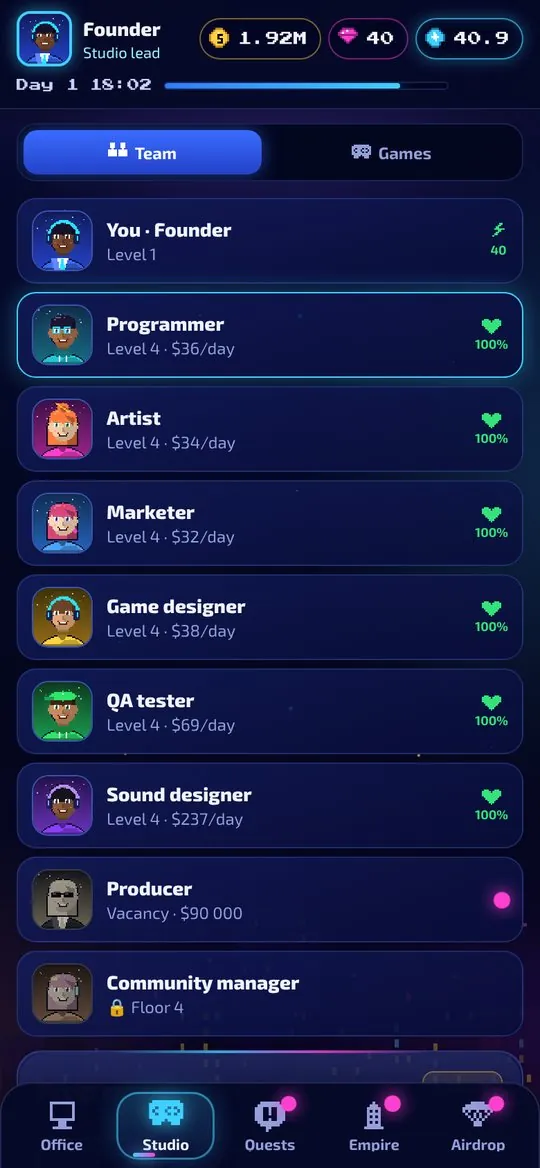 Founder
Studio lead
1.92M
40
40.9
Day 1 18:02
Team
Games
You · Founder
Level 1
40
Programmer
Level 4 · $36/day
100%
Artist
Level 4 · $34/day
100%
Marketer
Level 4 · $32/day
100%
Game designer
Level 4 · $38/day
100%
QA tester
Level 4 · $69/day
100%
Sound designer
Level 4 · $237/day
100%
Producer
Vacancy · $90 000
Community manager
🔒 Floor 4
Office
Studio
Quests
Empire
Airdrop